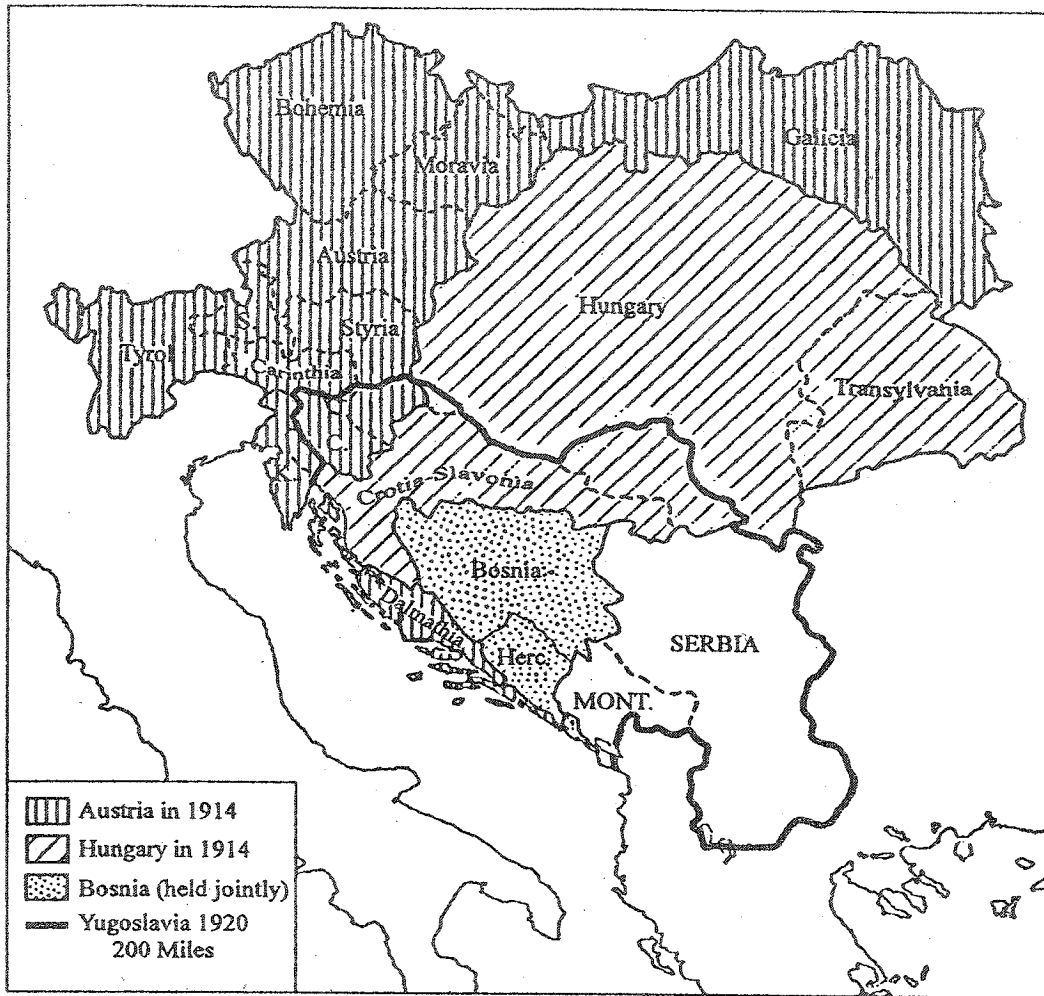 Bohemia
Moravia
Galicia
Austria
Hungary
S.
Styria
Tyrol
Carinthia
Transylvania
C.
Crotia-Slavonia
Bosnia
Dalmathia
Herc.
SERBIA
MONT.
Austria in 1914
Hungary in 1914
Bosnia (held jointly)
Yugoslavia 1920
200 Miles